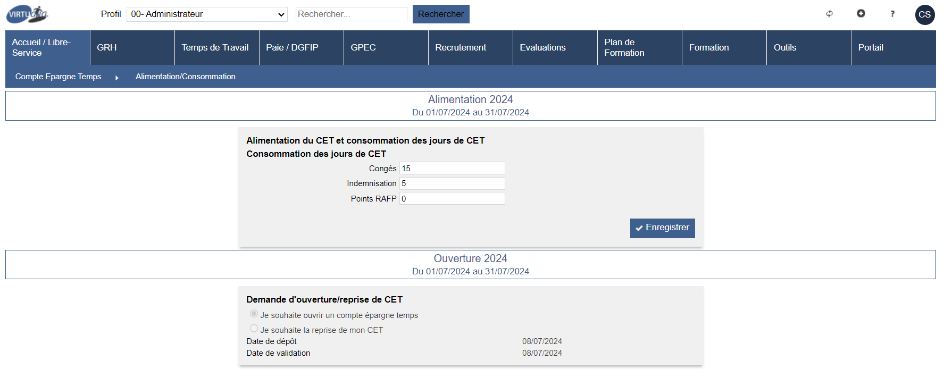 VIRTUALIA Profil 00- Administrateur Rechercher... Rechercher ? CS
Accueil / Libre-Service GRH Temps de Travail Paie / DGFIP GPEC Recrutement Evaluations Plan de Formation Formation Outils Portail
Compte Epargne Temps Alimentation/Consommation
Alimentation 2024
Du 01/07/2024 au 31/07/2024
Alimentation du CET et consommation des jours de CET
Consommation des jours de CET
Congés 15
Indemnisation 5
Points RAFP 0
Enregistrer
Ouverture 2024
Du 01/07/2024 au 31/07/2024
Demande d'ouverture/reprise de CET
Je souhaite ouvrir un compte épargne temps
Je souhaite la reprise de mon CET
Date de dépôt 08/07/2024
Date de validation 08/07/2024